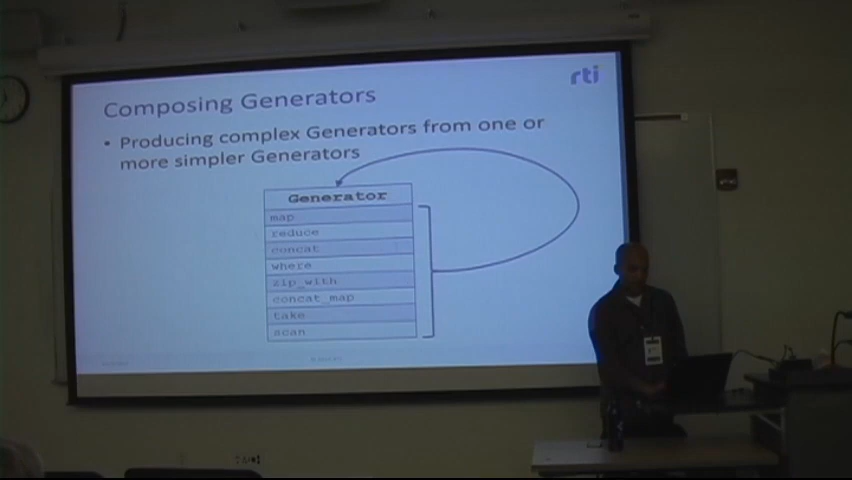 rti
Composing Generators
• Producing complex Generators from one or
more simpler Generators
Generator
map
reduce
concat
where
zip_with
concat_map
take
scan